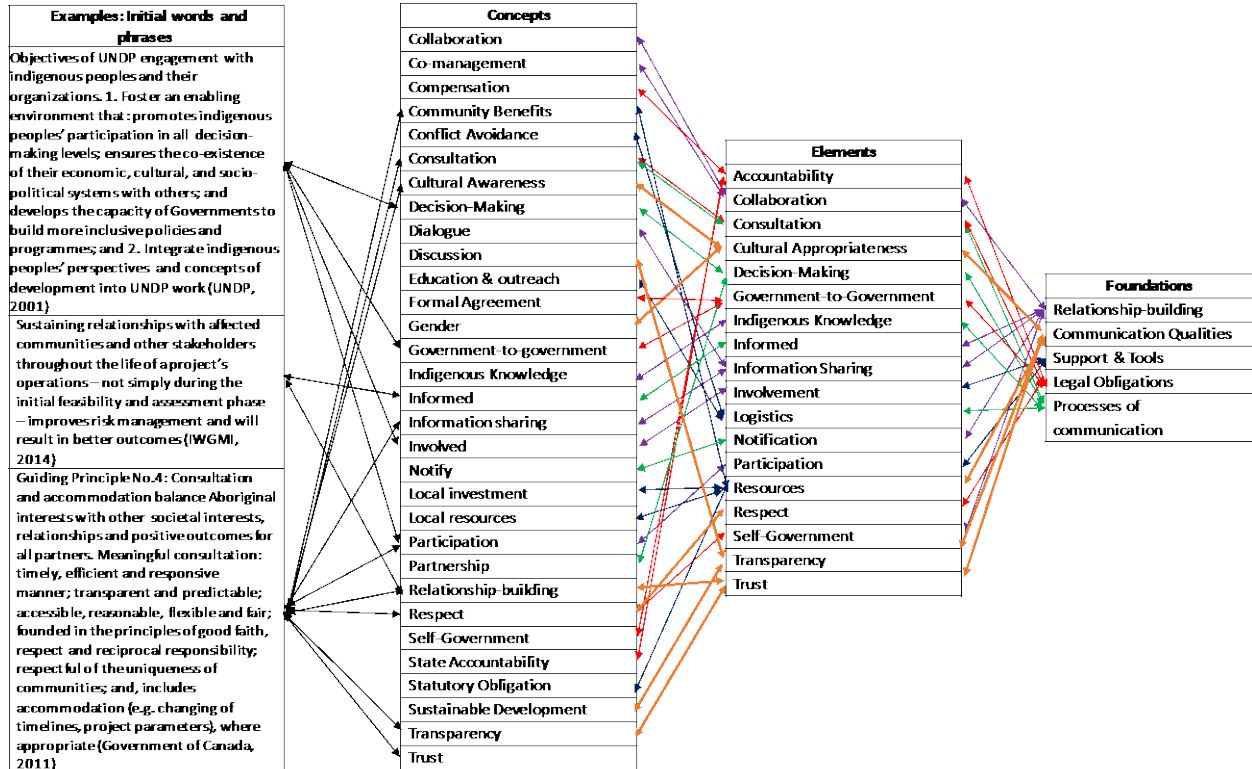 Examples: Initial words and
phrases
Objectives of UNDP engagement with
indigenous peoples and their
organizations. 1. Foster an enabling
environment that: promotes indigenous
peoples' participation in all decision-
making levels; ensures the co-existence
of their economic, cultural, and socio-
political systems with others; and
develops the capacity of Governments to
build more inclusive policies and
programmes; and 2. Integrate indigenous
peoples' perspectives and concepts of
development into UNDP work (UNDP,
2001)
Sustaining relationships with affected
communities and other stakeholders
throughout the life of a project's
operations – not simply during the
initial feasibility and assessment phase
– improves risk management and will
result in better outcomes (IWGMI,
2014)
Guiding Principle No.4: Consultation
and accommodation balance Aboriginal
interests with other societal interests,
relationships and positive outcomes for
all partners. Meaningful consultation:
timely, efficient and responsive
manner; transparent and predictable;
accessible, reasonable, flexible and fair;
founded in the principles of good faith,
respect and reciprocal responsibility;
respectful of the uniqueness of
communities; and, includes
accommodation (e.g. changing of
timelines, project parameters), where
appropriate (Government of Canada,
2011)
Concepts
Collaboration
Co-management
Compensation
Community Benefits
Conflict Avoidance
Consultation
Cultural Awareness
Decision-Making
Dialogue
Discussion
Education & outreach
Formal Agreement
Gender
Government-to-government
Indigenous Knowledge
Informed
Information sharing
Involved
Notify
Local investment
Local resources
Participation
Partnership
Relationship-building
Respect
Self-Government
State Accountability
Statutory Obligation
Sustainable Development
Transparency
Trust
Elements
Accountability
Collaboration
Consultation
Cultural Appropriateness
Decision-Making
Government-to-Government
Indigenous Knowledge
Informed
Information Sharing
Involvement
Logistics
Notification
Participation
Resources
Respect
Self-Government
Transparency
Trust
Foundations
Relationship-building
Communication Qualities
Support & Tools
Legal Obligations
Processes of
communication